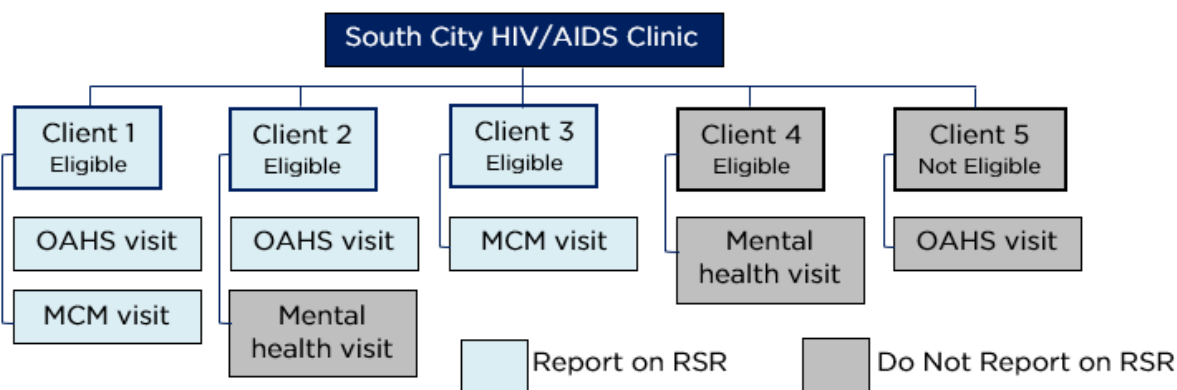 South City HIV/AIDS Clinic
Client 1
Eligible
OAHS visit
MCM visit
Client 2
Eligible
OAHS visit
Mental
health visit
Client 3
Eligible
MCM visit
Client 4
Eligible
Mental
health visit
Client 5
Not Eligible
OAHS visit
Report on RSR
Do Not Report on RSR